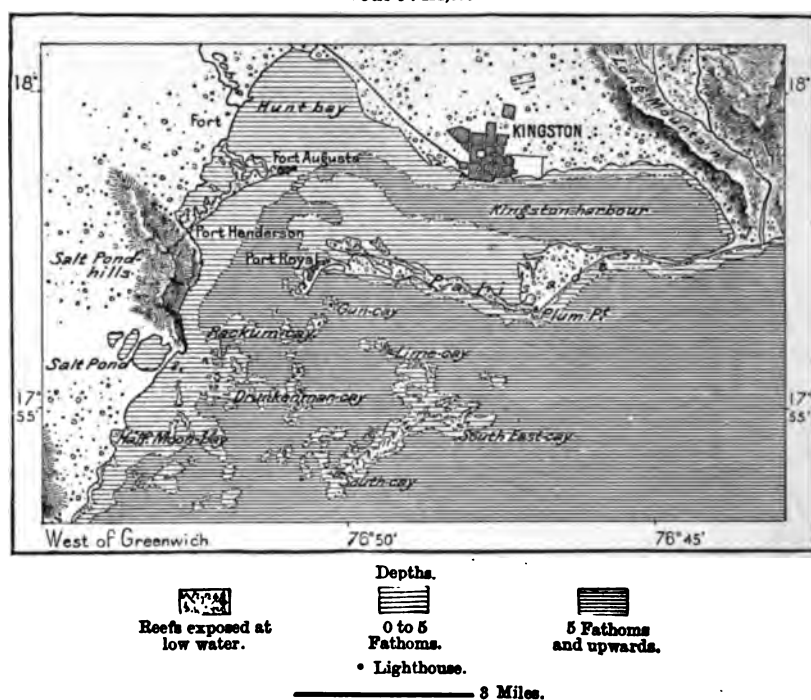 18°
18°
Cobre
Hunt bay
Long Mountain
Fort
KINGSTON
Fort Augusta
Kingston-harbour
Port Henderson
Salt Pond
hills
Port Royal
Plum Pt
Gun-cay
Rackum-cay
Lime-cay
Salt Pond
Drunkenman-cay
17°
55'
17°
55'
Half Moon-bay
South East-cay
South-cay
West of Greenwich
76°50'
76°45'
Depths.
Reefs exposed at
low water.
0 to 5
Fathoms.
5 Fathoms
and upwards.
• Lighthouse.
3 Miles.